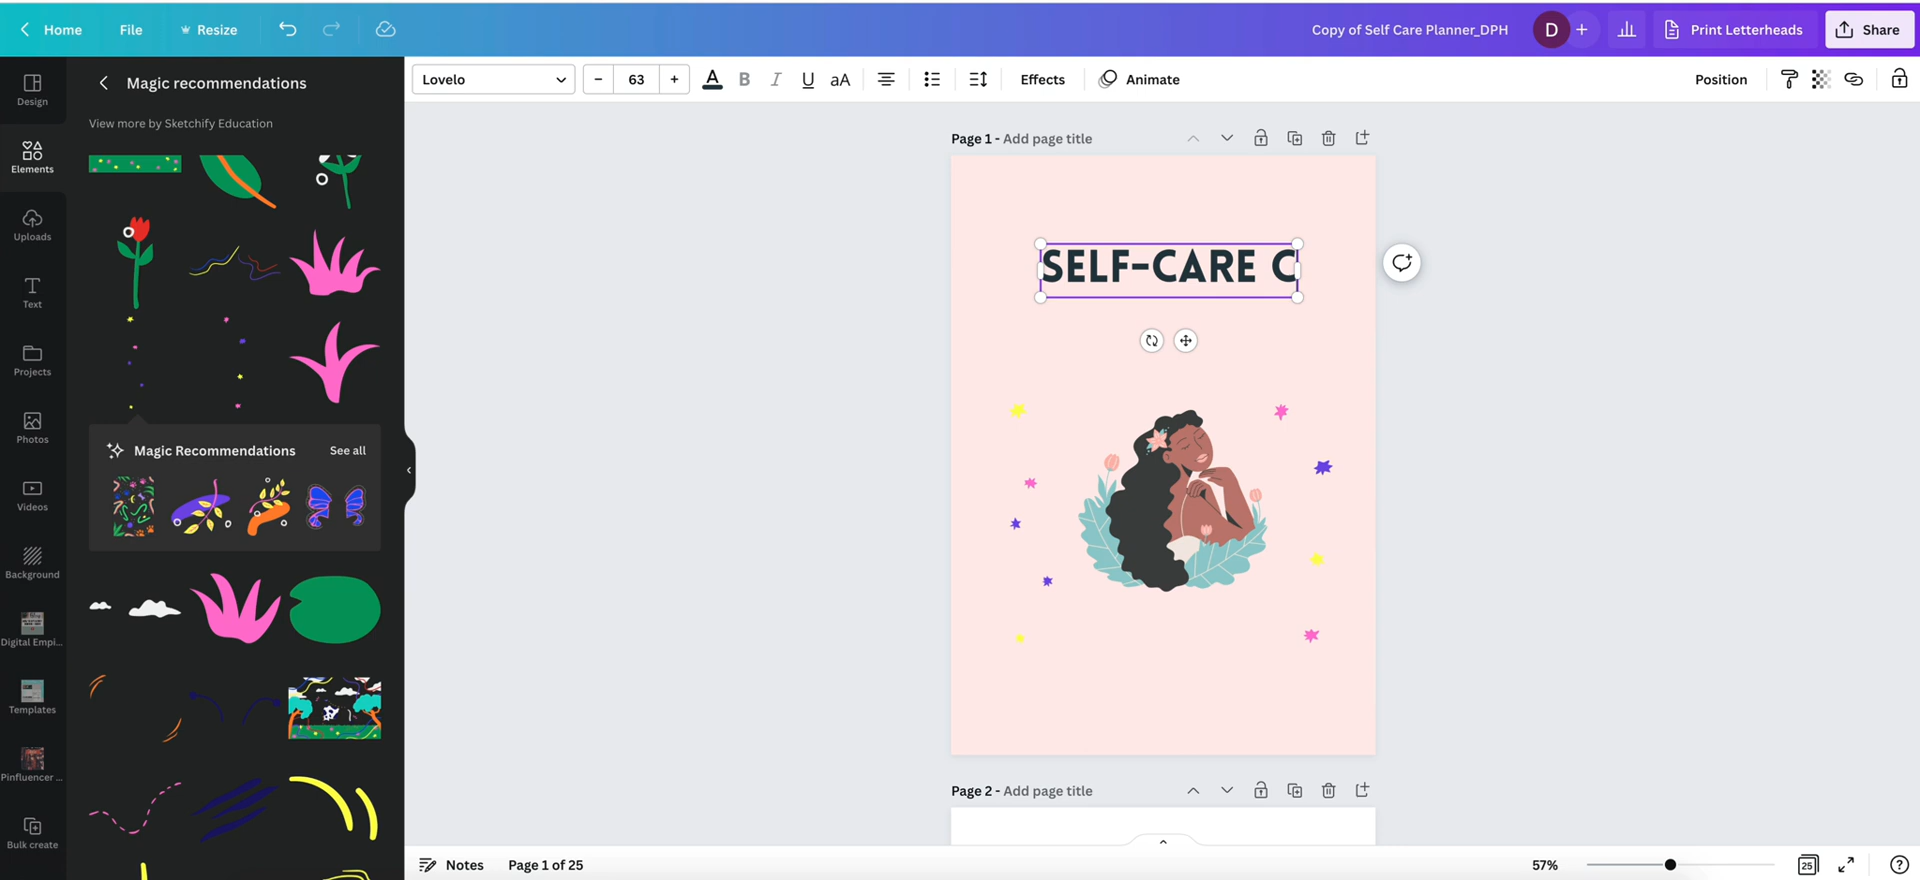 Home File Resize Copy of Self Care Planner_DPH D Print Letterheads Share
Design
Elements
Uploads
Text
Projects
Photos
Videos
Background
Digital Empi...
Templates
Pinfluencer ...
Bulk create
Magic recommendations
View more by Sketchify Education
Magic Recommendations See all
Lovelo 63 A B I U aA Effects Animate Position
Page 1 - Add page title
SELF-CARE C
Page 2 - Add page title
Notes Page 1 of 25 57% 25 ?